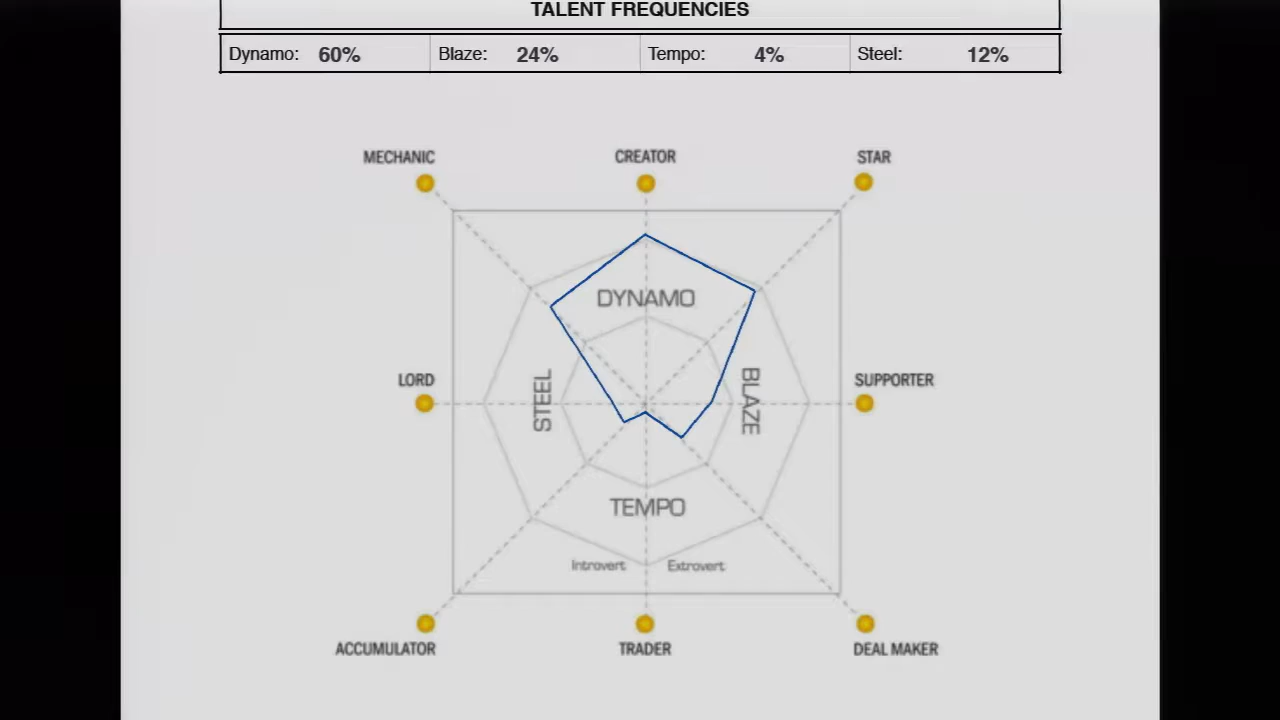 TALENT FREQUENCIES
Dynamo: 60% Blaze: 24% Tempo: 4% Steel: 12%
MECHANIC CREATOR STAR
DYNAMO
LORD STEEL BLAZE SUPPORTER
TEMPO
Introvert Extrovert
ACCUMULATOR TRADER DEAL MAKER